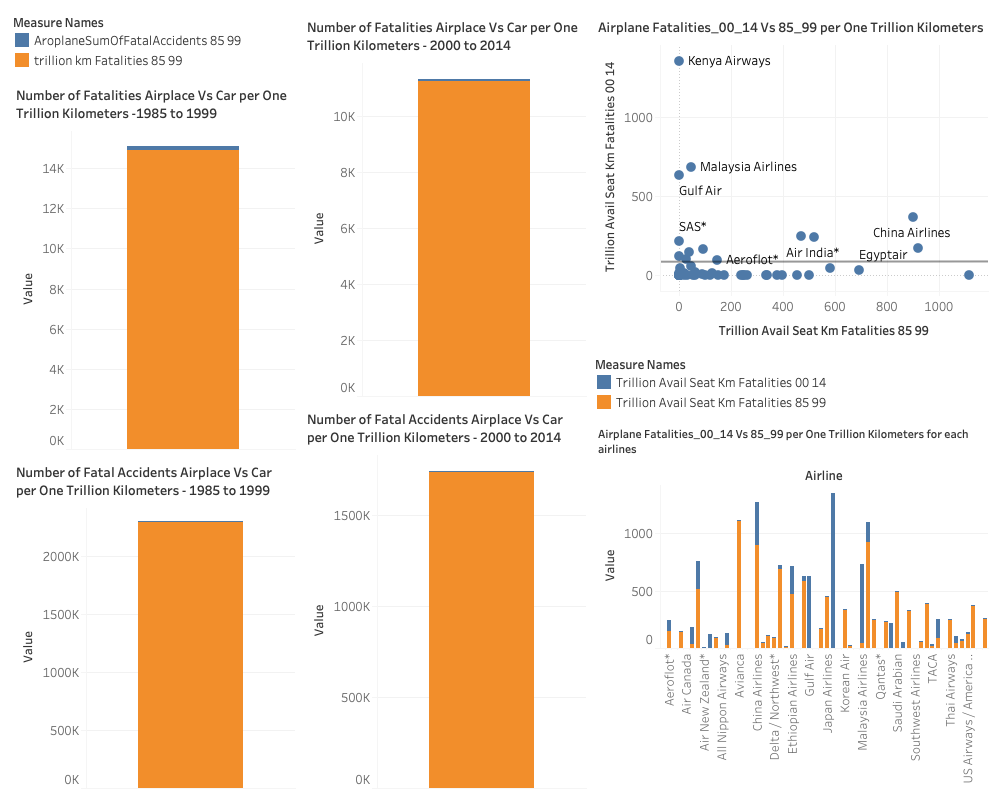 Measure Names
AroplaneSumOfFatalAccidents 85 99
trillion km Fatalities 85 99
Number of Fatalities Airplace Vs Car per One
Trillion Kilometers -1985 to 1999
14K
12K
10K
8K
6K
4K
2K
0K
Value
Number of Fatal Accidents Airplace Vs Car
per One Trillion Kilometers - 1985 to 1999
2000K
1500K
1000K
500K
0K
Value
Number of Fatalities Airplace Vs Car per One
Trillion Kilometers - 2000 to 2014
10K
8K
6K
4K
2K
0K
Value
Number of Fatal Accidents Airplace Vs Car
per One Trillion Kilometers - 2000 to 2014
1500K
1000K
500K
0K
Value
Airplane Fatalities_00_14 Vs 85_99 per One Trillion Kilometers
Trillion Avail Seat Km Fatalities 00 14
1000
500
0
Kenya Airways
Malaysia Airlines
Gulf Air
SAS*
China Airlines
Air India*
Egyptair
Aeroflot*
0 200 400 600 800 1000
Trillion Avail Seat Km Fatalities 85 99
Measure Names
Trillion Avail Seat Km Fatalities 00 14
Trillion Avail Seat Km Fatalities 85 99
Airplane Fatalities_00_14 Vs 85_99 per One Trillion Kilometers for each
airlines
Airline
1000
500
0
Value
Aeroflot*
Air Canada
Air New Zealand*
All Nippon Airways
Avianca
China Airlines
Delta / Northwest*
Ethiopian Airlines
Gulf Air
Japan Airlines
Korean Air
Malaysia Airlines
Qantas*
Saudi Arabian
Southwest Airlines
TACA
Thai Airways
US Airways / America ..